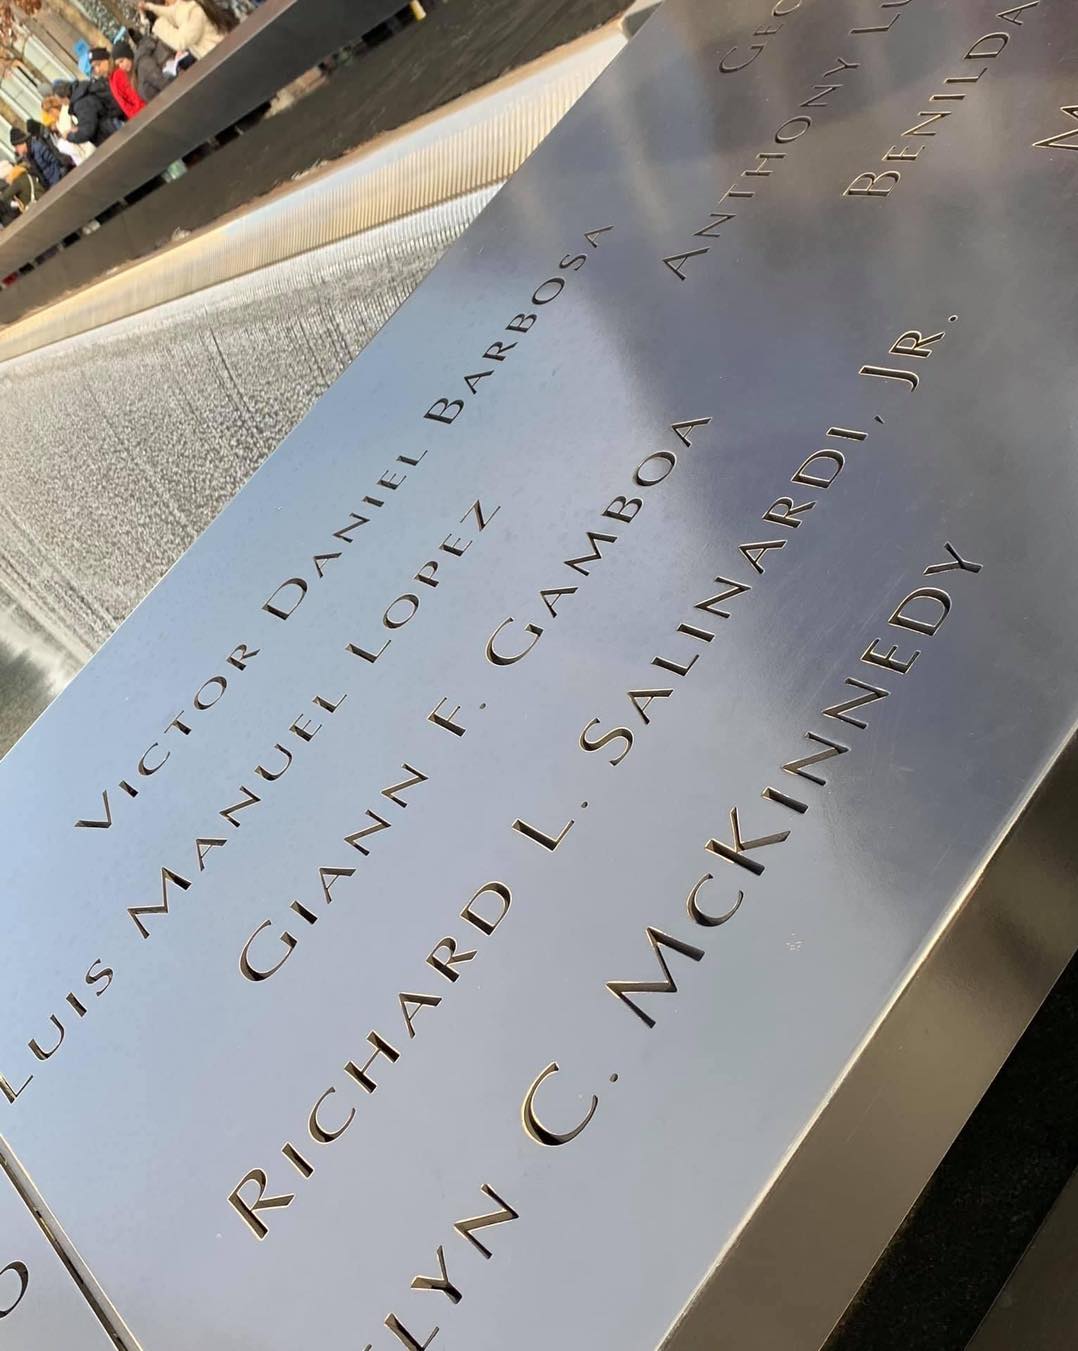 Victor Daniel Barbosa
Luis Manuel Lopez
Giann F. Gamboa
Richard L. Salinardi, Jr.
C. McKinnedy
Anthony
Benilda